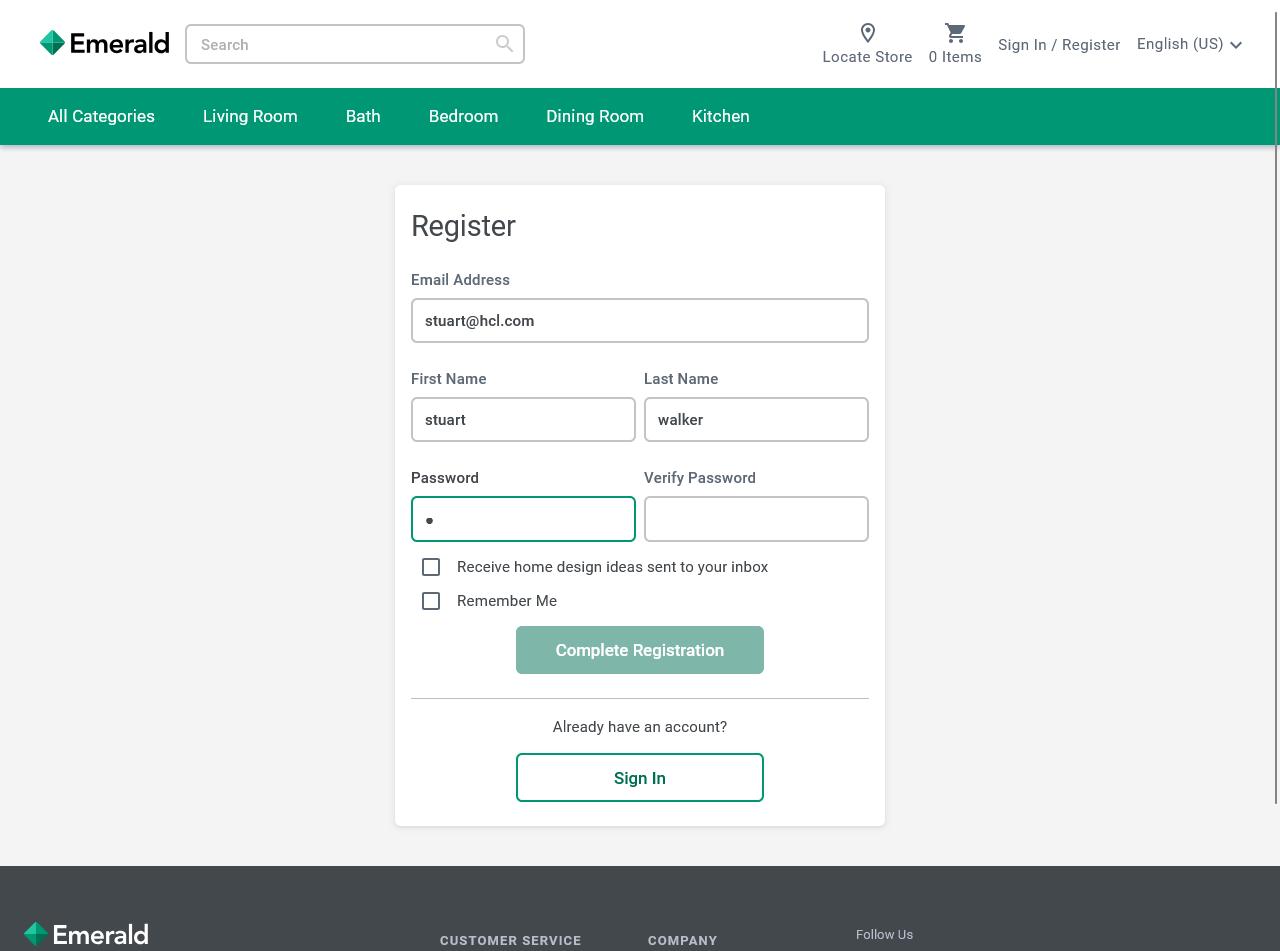 Emerald
Search
Locate Store
0 Items
Sign In / Register
English (US)
All Categories Living Room Bath Bedroom Dining Room Kitchen
Register
Email Address
stuart@hcl.com
First Name Last Name
stuart walker
Password Verify Password
•
Receive home design ideas sent to your inbox
Remember Me
Complete Registration
Already have an account?
Sign In
Emerald
CUSTOMER SERVICE COMPANY Follow Us